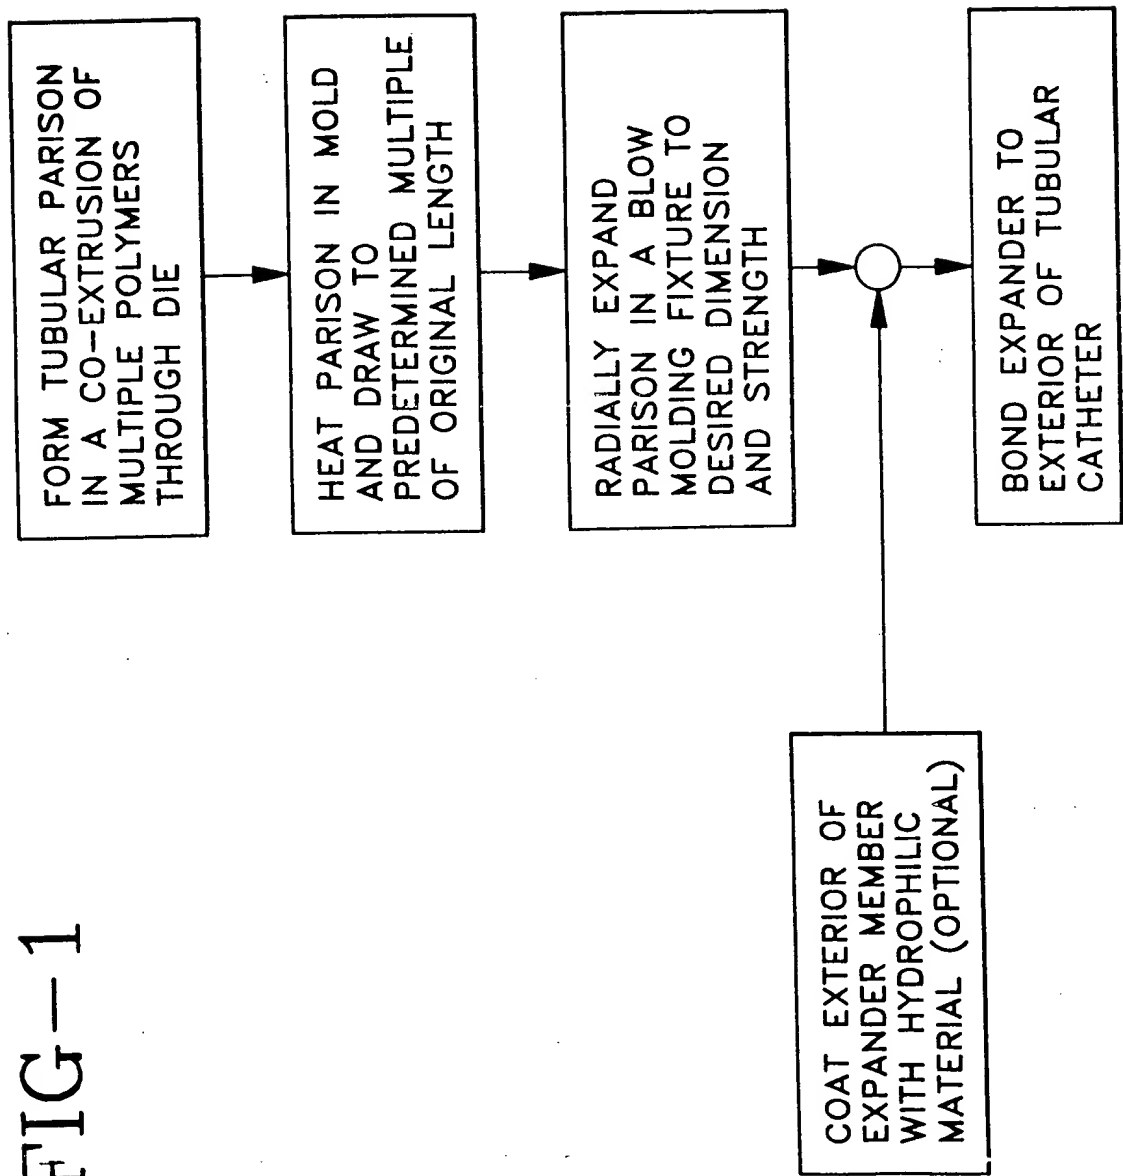 FIG-1
FORM TUBULAR PARISON
IN A CO-EXTRUSION OF
MULTIPLE POLYMERS
THROUGH DIE
HEAT PARISON IN MOLD
AND DRAW TO
PREDETERMINED MULTIPLE
OF ORIGINAL LENGTH
RADIALLY EXPAND
PARISON IN A BLOW
MOLDING FIXTURE TO
DESIRED DIMENSION
AND STRENGTH
COAT EXTERIOR OF
EXPANDER MEMBER
WITH HYDROPHILIC
MATERIAL (OPTIONAL)
BOND EXPANDER TO
EXTERIOR OF TUBULAR
CATHETER